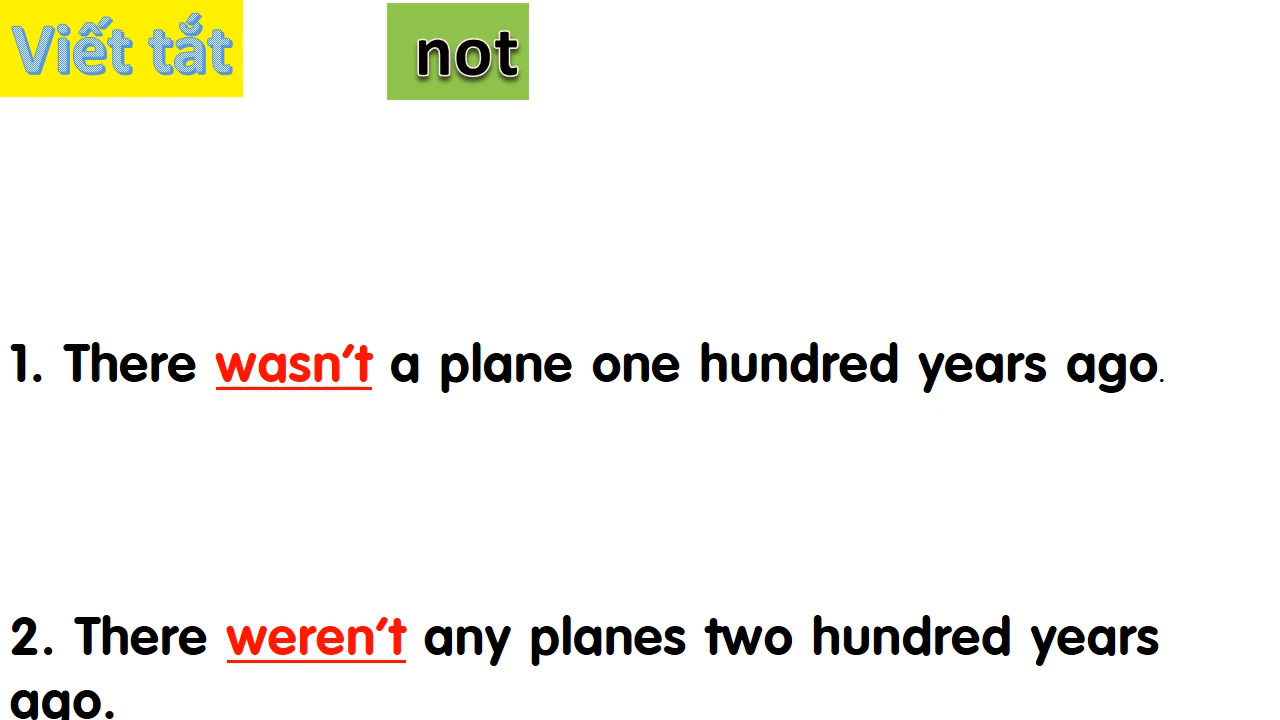 Viết tắt
not
1. There wasn’t a plane one hundred years ago.
2. There weren’t any planes two hundred years
ago.